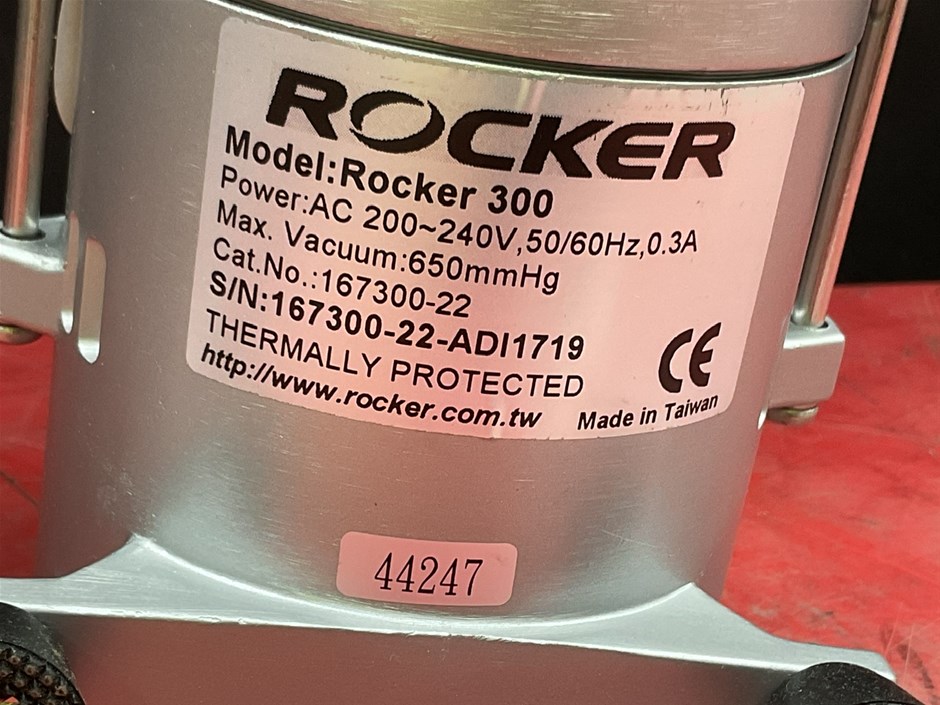 ROCKER
Model:Rocker 300
Power:AC 200~240V,50/60Hz,0.3A
Max. Vacuum:650mmHg
Cat.No.:167300-22
S/N:167300-22-ADI1719
THERMALLY PROTECTED
CE
http://www.rocker.com.tw
Made in Taiwan
44247